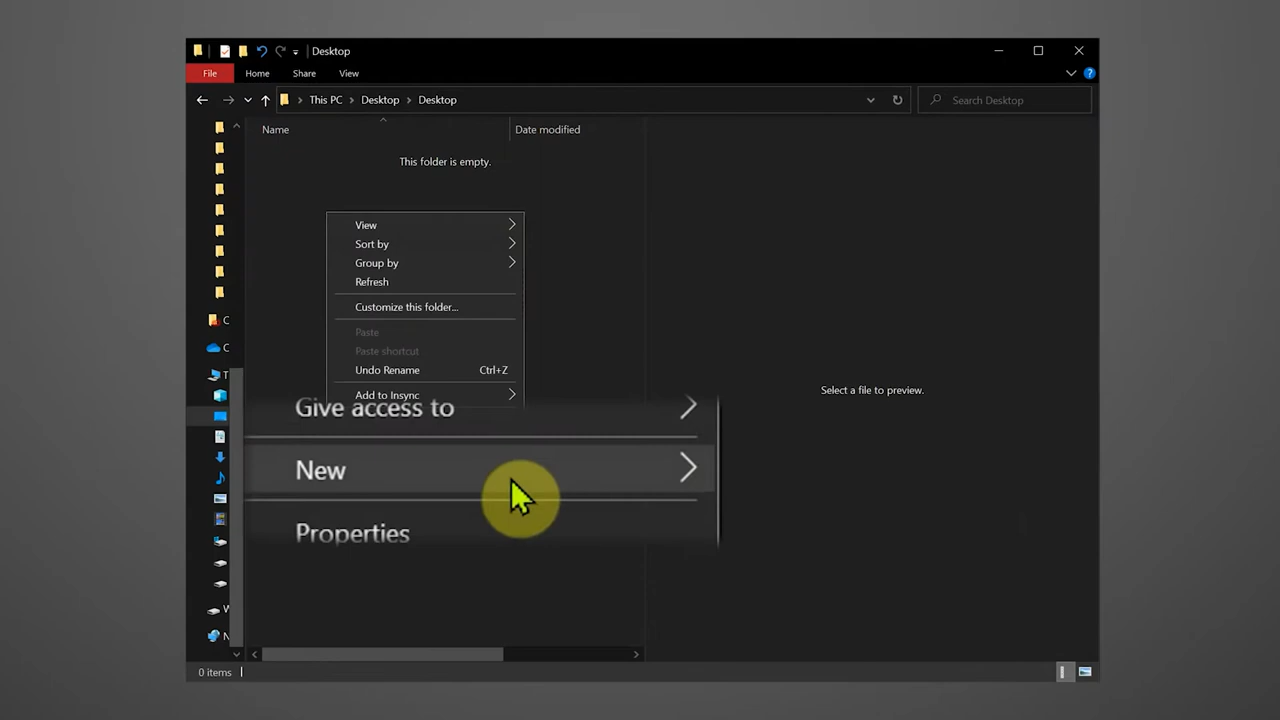 Desktop
File Home Share View
This PC Desktop Desktop
Search Desktop
Name Date modified
This folder is empty.
View
Sort by
Group by
Refresh
Customize this folder...
Paste
Paste shortcut
Undo Rename Ctrl+Z
Add to Insync
Give access to
New
Properties
Select a file to preview.
C
C
T
W
N
0 items